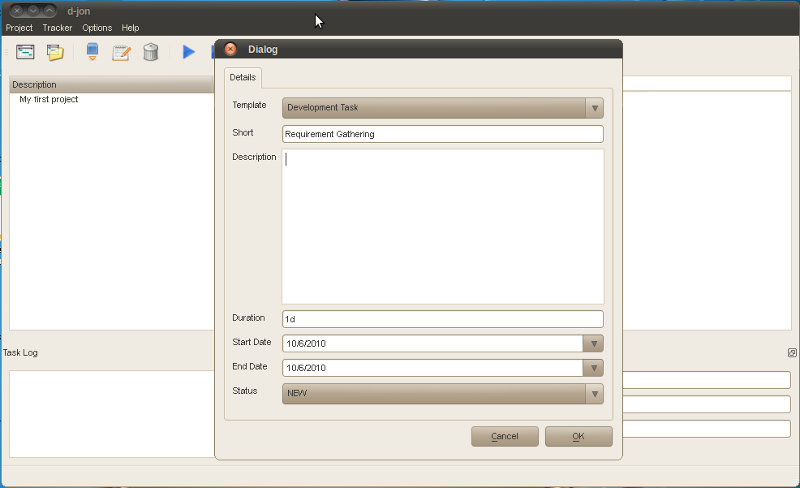 d-jon
Project Tracker Options Help
Dialog
Details
Description
My first project
Template Development Task
Short Requirement Gathering
Description
Duration 1d
Start Date 10/6/2010
End Date 10/6/2010
Status NEW
Task Log
Cancel OK